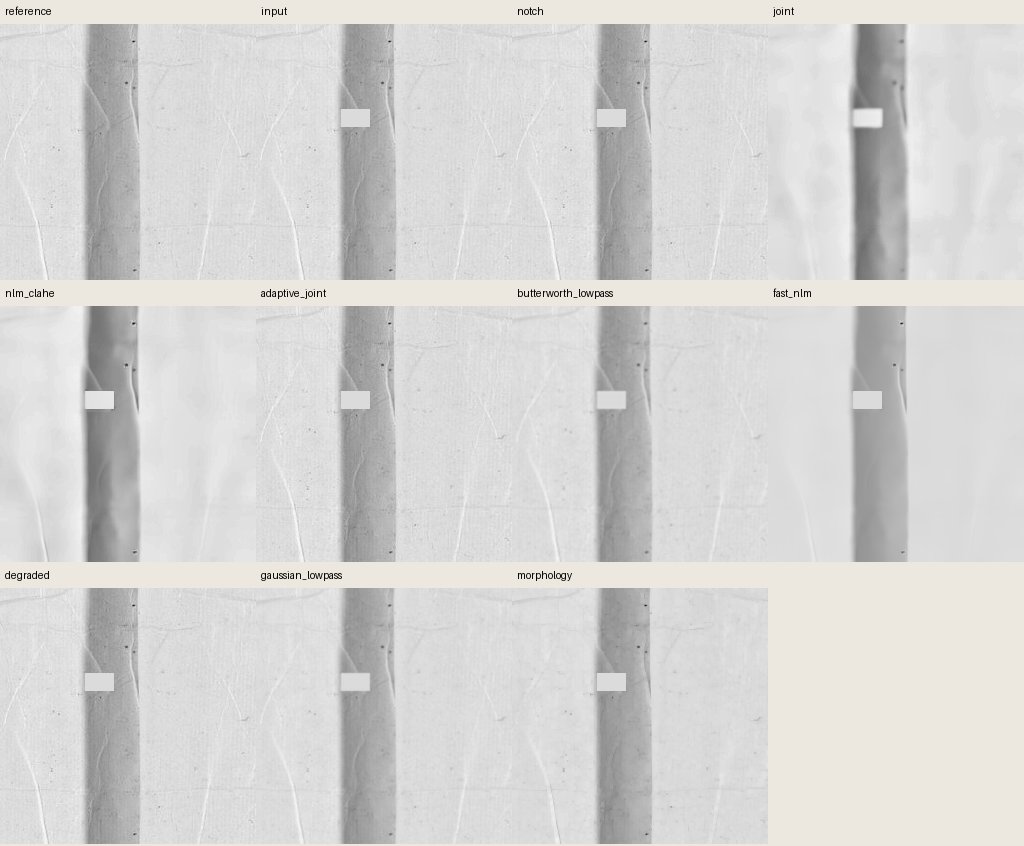 reference input notch joint
nlm_clahe adaptive_joint butterworth_lowpass fast_nlm
degraded gaussian_lowpass morphology